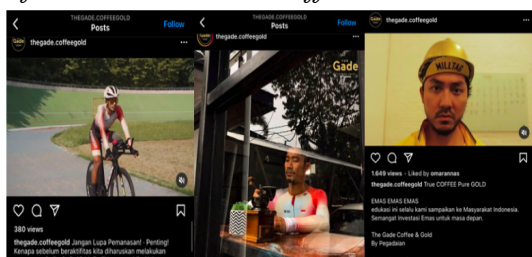 THEGADE.COFFEEGOLD
Posts
Follow
thegade.coffeegold
380 views
thegade.coffeegold Jangan Lupa Pemanasan! - Penting!
Kenapa sebelum beraktifitas kita diharuskan melakukan
THEGADE.COFFEEGOLD
Posts
Follow
thegade.coffeegold
Gade
thegade.coffeegold
MILLTAG
1.649 views · Liked by omarannas
thegade.coffeegold True COFFEE Pure GOLD
EMAS EMAS EMAS
edukasi ini selalu kami sampaikan ke Masyarakat Indonesia.
Semangat Investasi Emas untuk masa depan.
The Gade Coffee & Gold
By Pegadaian